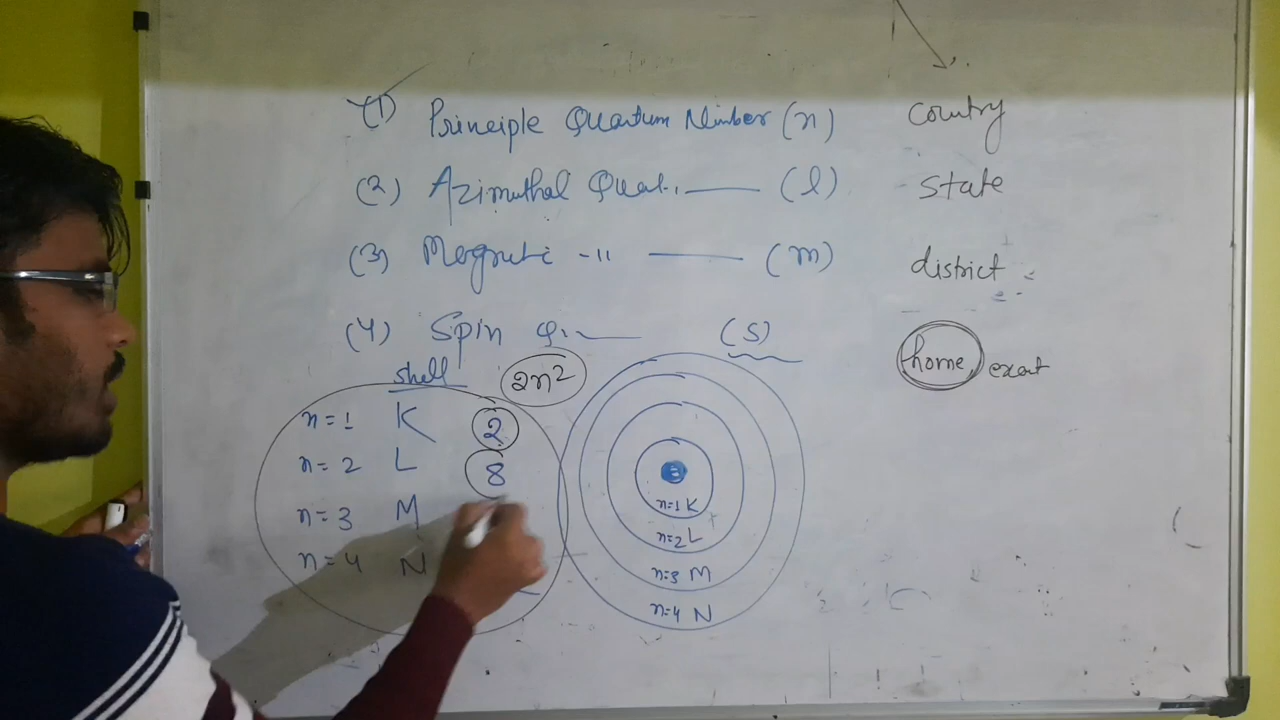 (1) Principle Quantum Number (n) Country
(2) Azimuthal Quat. —— (l) State
(3) Magnetic -11 —— (m) district
(4) Spin Q. —— (S) home, exact
shell 2n²
n=1 K 2
n=2 L 8
n=3 M
n=4 N
n=1 K
n=2 L
n=3 M
n=4 N